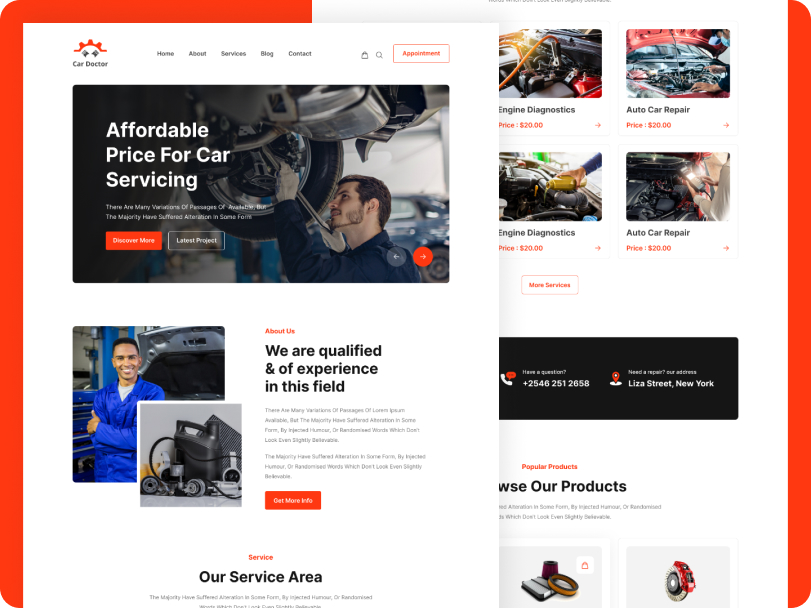 Car Doctor
Home
About
Services
Blog
Contact
Appointment
Affordable
Price For Car
Servicing
There Are Many Variations Of Passages Of Available, But
The Majority Have Suffered Alteration In Some Form
Discover More
Latest Project
About Us
We are qualified
& of experience
in this field
There Are Many Variations Of Passages Of Lorem Ipsum
Available, But The Majority Have Suffered Alteration In Some
Form, By Injected Humour, Or Randomised Words Which Don't
Look Even Slightly Believable.
The Majority Have Suffered Alteration In Some Form, By Injected
Humour, Or Randomised Words Which Don't Look Even Slightly
Believable.
Get More Info
Service
Our Service Area
The Majority Have Suffered Alteration In Some Form, By Injected Humour, Or Randomised
Words Which Don't Look Even Slightly Believable.
Words Which Don't Look Even Slightly Believable.
Engine Diagnostics
Price : $20.00
Auto Car Repair
Price : $20.00
Engine Diagnostics
Price : $20.00
Auto Car Repair
Price : $20.00
More Services
Have a question?
+2546 251 2658
Need a repair? our address
Liza Street, New York
Popular Products
wse Our Products
ed Alteration In Some Form, By Injected Humour, Or Randomised
ds Which Don't Look Even Slightly Believable.